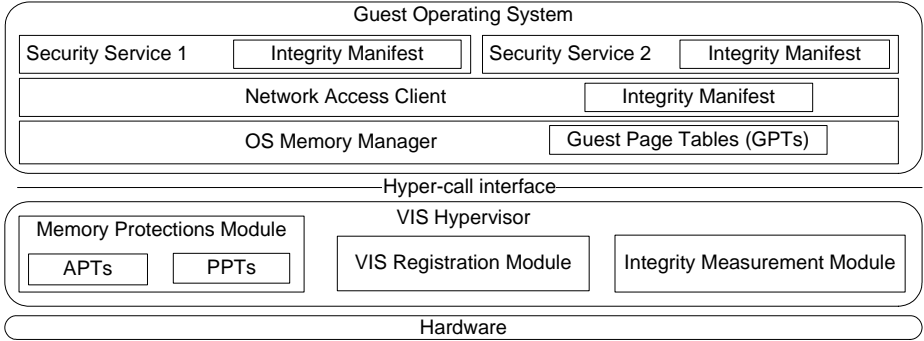 Guest Operating System
Security Service 1
Integrity Manifest
Security Service 2
Integrity Manifest
Network Access Client
Integrity Manifest
OS Memory Manager
Guest Page Tables (GPTs)
Hyper-call interface
VIS Hypervisor
Memory Protections Module
APTs
PPTs
VIS Registration Module
Integrity Measurement Module
Hardware